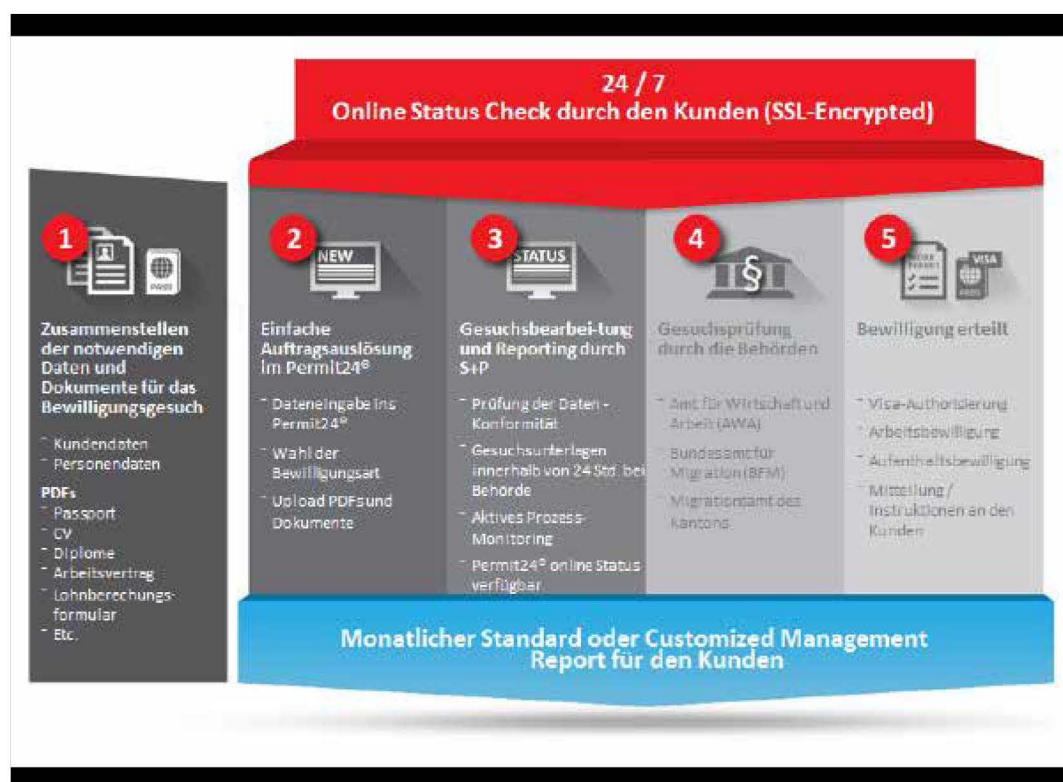 24 / 7
Online Status Check durch den Kunden (SSL-Encrypted)
1
PASS
Zusammenstellen
der notwendigen
Daten und
Dokumente für das
Bewilligungsgesuch
- Kundendaten
- Personendaten
PDFs
- Passport
- CV
- Diplome
- Arbeitsvertrag
- Lohnberechungs-
formular
- Etc.
2
NEW
Einfache
Auftragsauslösung
im Permit24®
- Dateneingabe ins
Permit24®
- Wahl der
Bewilligungsart
- Upload PDFs und
Dokumente
3
STATUS
Gesuchsbearbei-tung
und Reporting durch
S+P
- Prüfung der Daten -
Konformität
- Gesuchsunterlagen
innerhalb von 24 Std. bei
Behörde
- Aktives Prozess-
Monitoring
- Permit24® online Status
verfügbar
4
§
Gesuchsprüfung
durch die Behörden
- Amt für Wirtschaft und
Arbeit (AWA)
- Bundesamt für
Migration (BFM)
- Migrationsamt des
Kantons
5
WORK
PERMIT
VISA
PASS
Bewilligung erteilt
- Visa-Authorisierung
- Arbeitsbewilligung
- Aufenthaltsbewilligung
- Mitteilung /
Instruktionen an den
Kunden
Monatlicher Standard oder Customized Management
Report für den Kunden